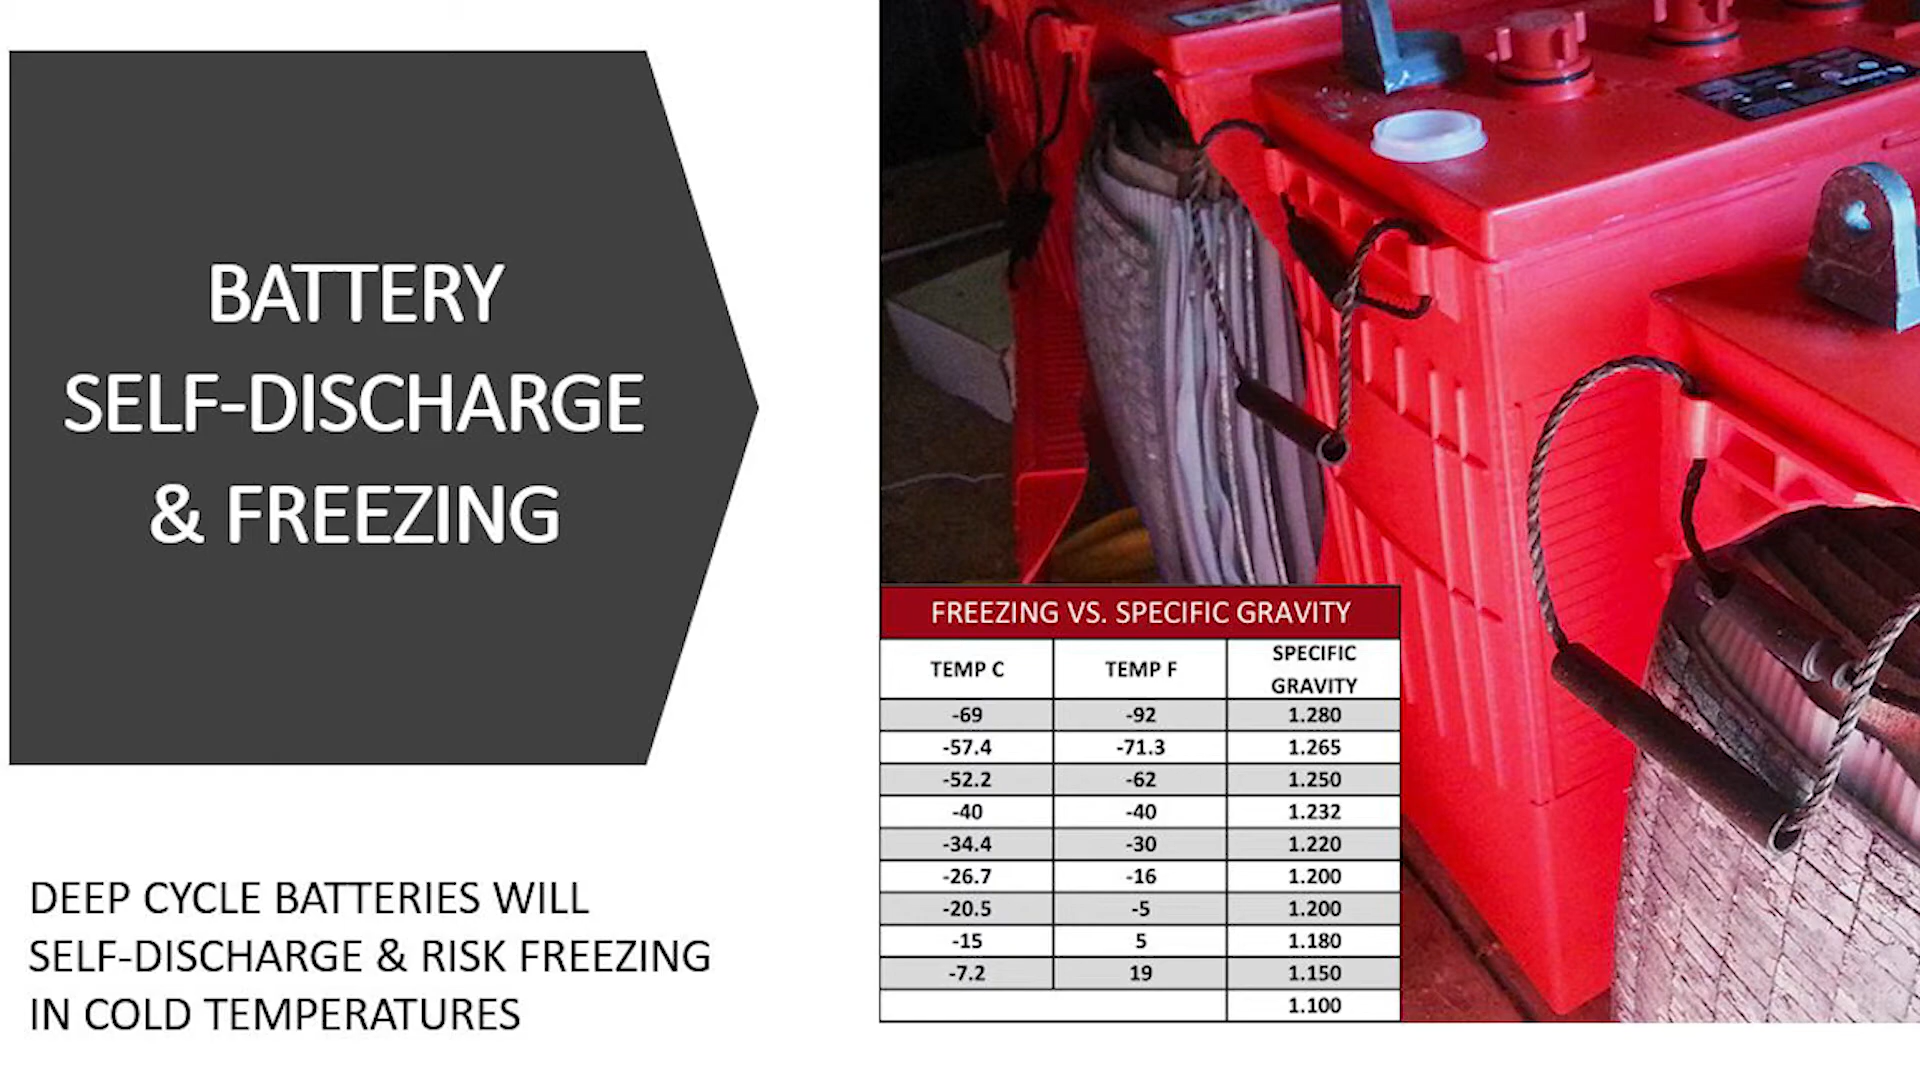 BATTERY
SELF-DISCHARGE
& FREEZING
DEEP CYCLE BATTERIES WILL
SELF-DISCHARGE & RISK FREEZING
IN COLD TEMPERATURES
FREEZING VS. SPECIFIC GRAVITY
TEMP C TEMP F SPECIFIC
GRAVITY
-69 -92 1.280
-57.4 -71.3 1.265
-52.2 -62 1.250
-40 -40 1.232
-34.4 -30 1.220
-26.7 -16 1.200
-20.5 -5 1.200
-15 5 1.180
-7.2 19 1.150
1.100